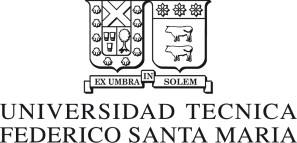 EX UMBRA IN SOLEM
UNIVERSIDAD TECNICA
FEDERICO SANTA MARIA